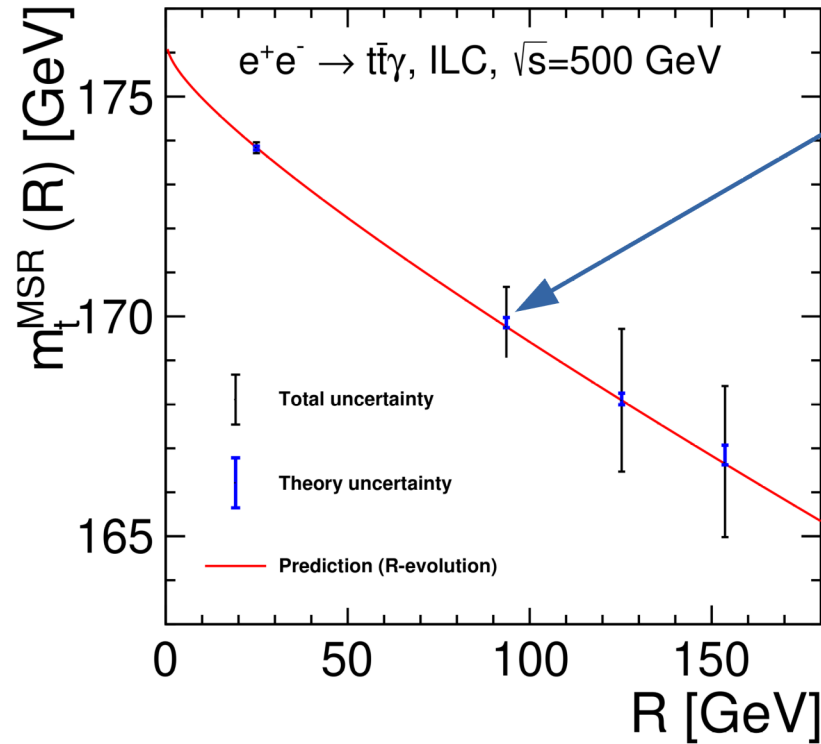 e⁺e⁻ → tt̄γ, ILC, √s=500 GeV
m_t^MSR (R) [GeV]
175
170
165
Total uncertainty
Theory uncertainty
Prediction (R-evolution)
0 50 100 150
R [GeV]